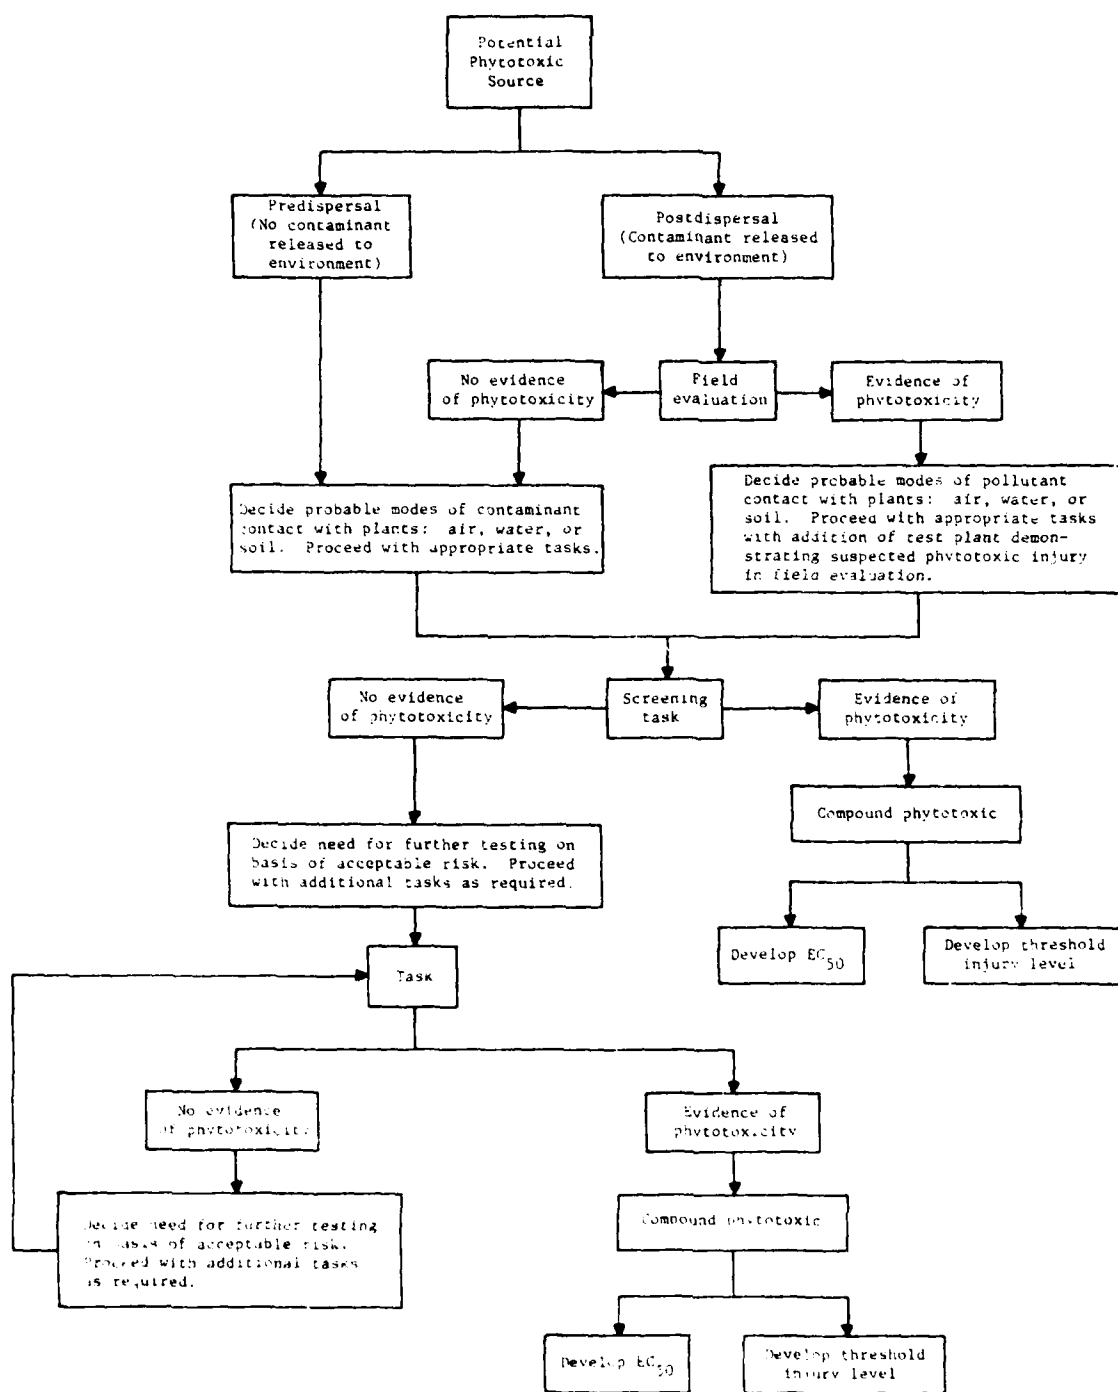 Potential
Phytotoxic
Source
Predispersal
(No contaminant
released to
environment)
Postdispersal
(Contaminant released
to environment)
No evidence
of phytotoxicity
Field
evaluation
Evidence of
phytotoxicity
Decide probable modes of contaminant
contact with plants: air, water, or
soil. Proceed with appropriate tasks.
Decide probable modes of pollutant
contact with plants: air, water, or
soil. Proceed with appropriate tasks
with addition of test plant demon-
strating suspected phytotoxic injury
in field evaluation.
No evidence
of phytotoxicity
Screening
task
Evidence of
phytotoxicity
Compound phytotoxic
Decide need for further testing on
basis of acceptable risk. Proceed
with additional tasks as required.
Develop EC50
Develop threshold
injury level
Task
No evidence
of phytotoxicity
Evidence of
phytotoxicity
Decide need for further testing
on basis of acceptable risk.
Proceed with additional tasks
as required.
Compound phytotoxic
Develop EC50
Develop threshold
injury level